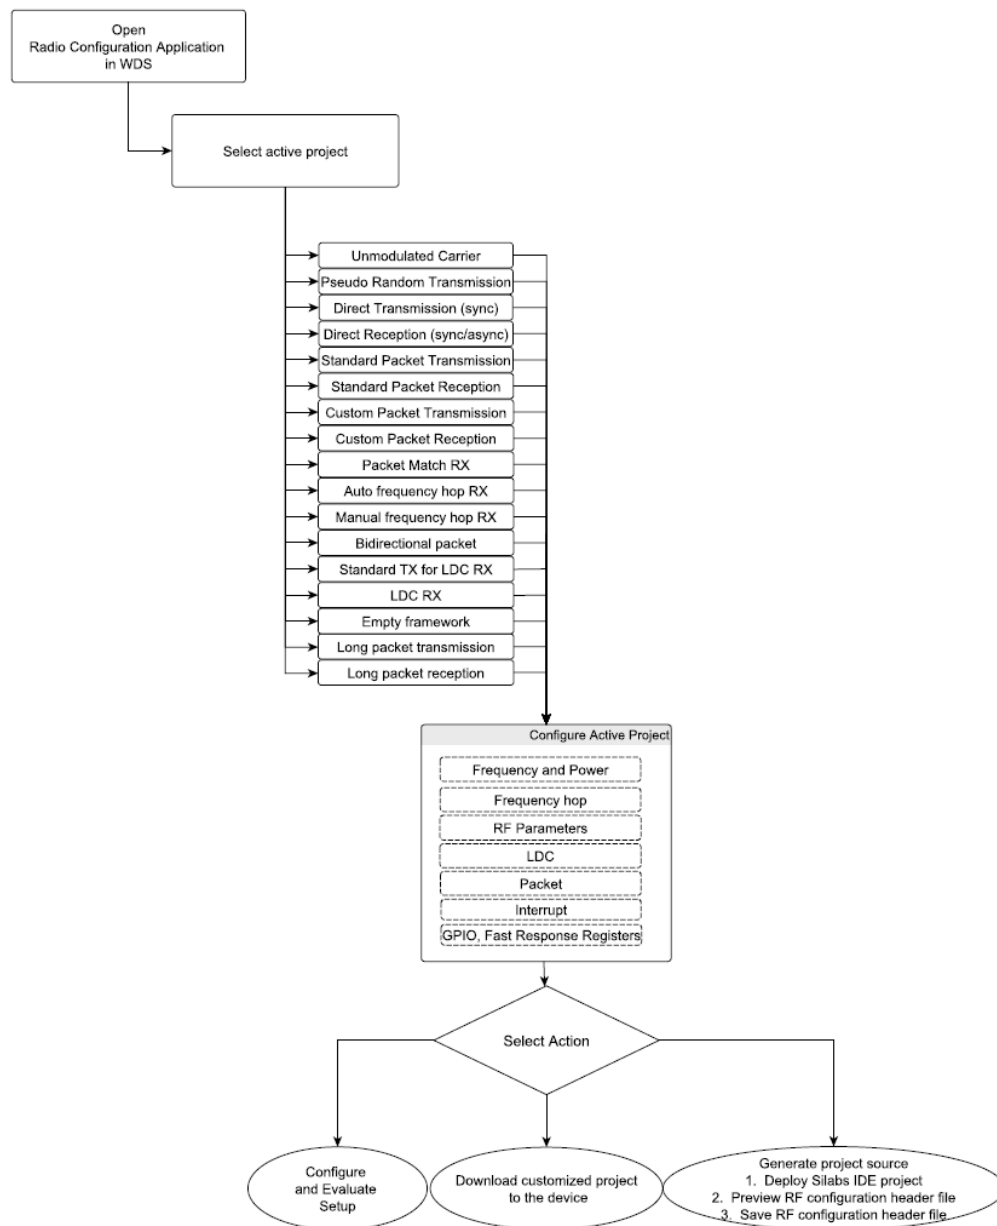 Open
Radio Configuration Application
in WDS
Select active project
Unmodulated Carrier
Pseudo Random Transmission
Direct Transmission (sync)
Direct Reception (sync/async)
Standard Packet Transmission
Standard Packet Reception
Custom Packet Transmission
Custom Packet Reception
Packet Match RX
Auto frequency hop RX
Manual frequency hop RX
Bidirectional packet
Standard TX for LDC RX
LDC RX
Empty framework
Long packet transmission
Long packet reception
Configure Active Project
Frequency and Power
Frequency hop
RF Parameters
LDC
Packet
Interrupt
GPIO, Fast Response Registers
Select Action
Configure
and Evaluate
Setup
Download customized project
to the device
Generate project source
1. Deploy Silabs IDE project
2. Preview RF configuration header file
3. Save RF configuration header file